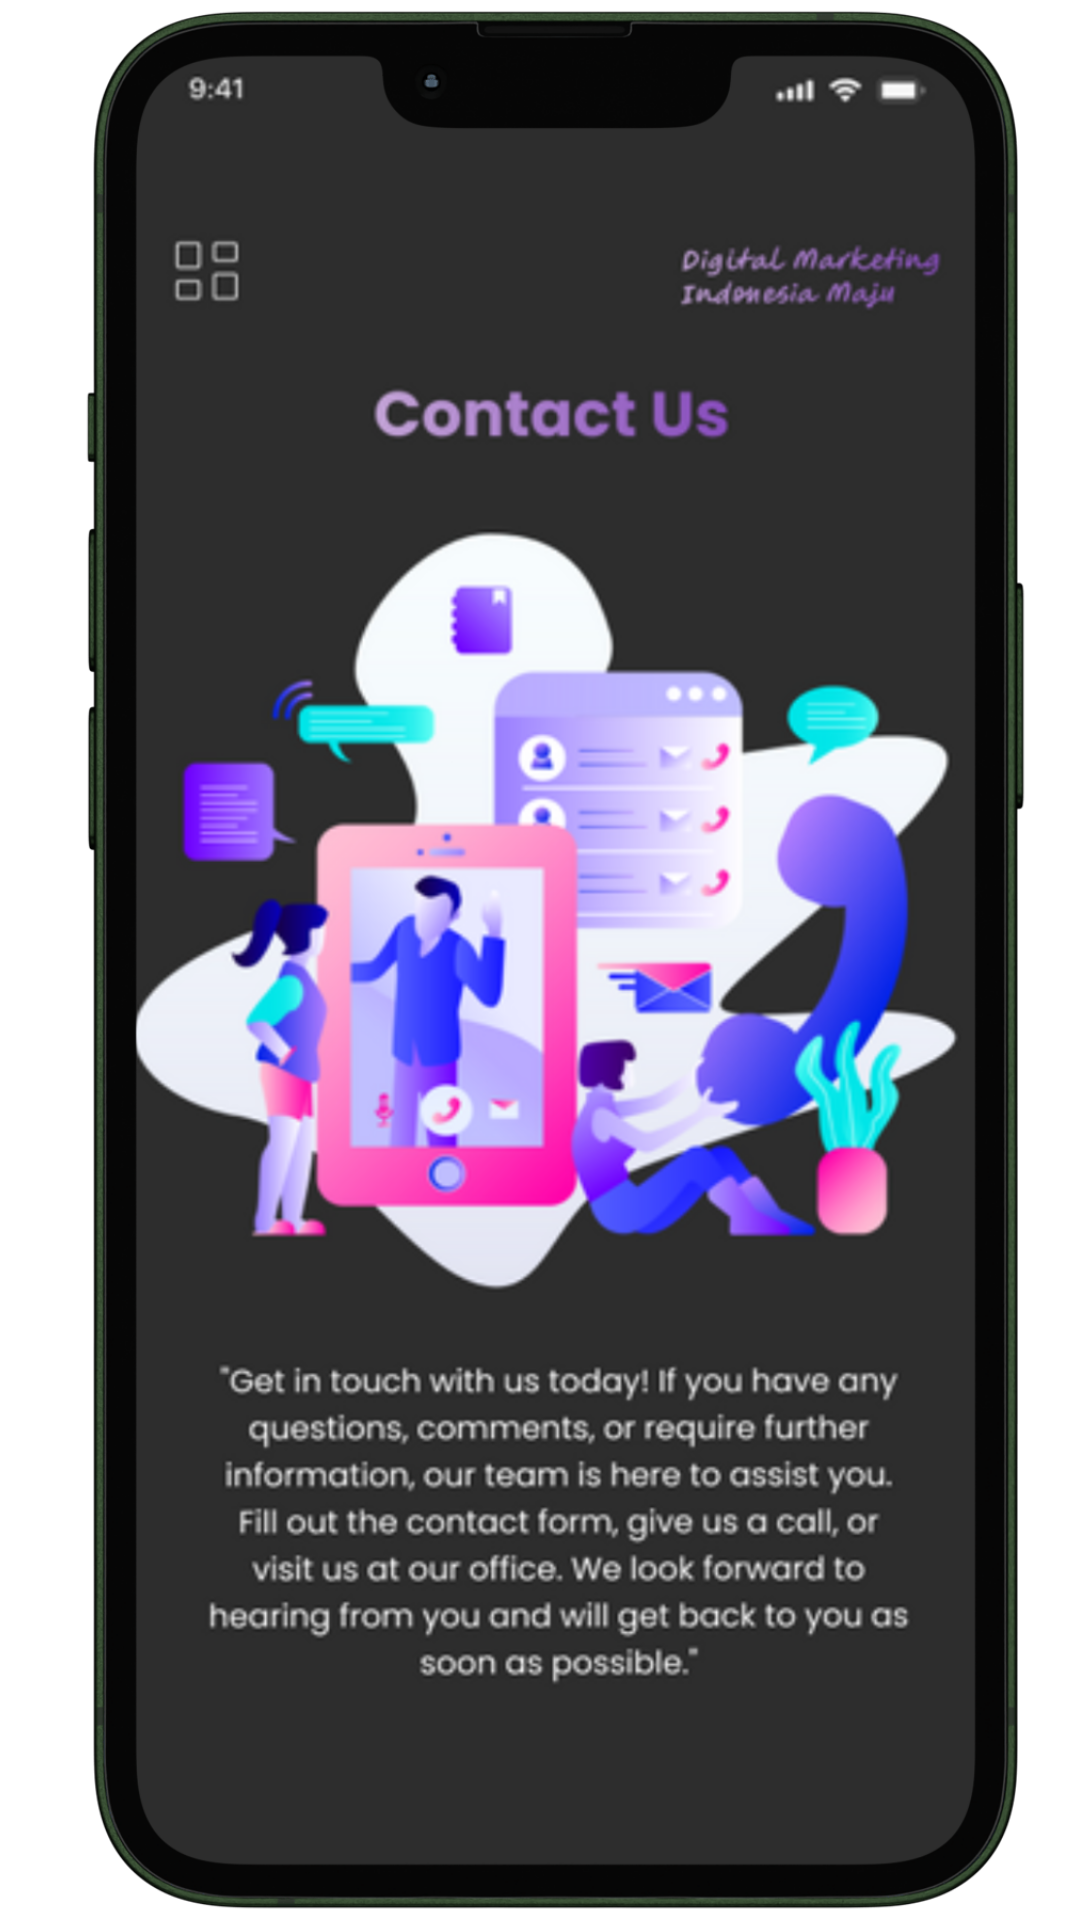 9:41
Digital Marketing
Indonesia Maju
Contact Us
"Get in touch with us today! If you have any
questions, comments, or require further
information, our team is here to assist you.
Fill out the contact form, give us a call, or
visit us at our office. We look forward to
hearing from you and will get back to you as
soon as possible."